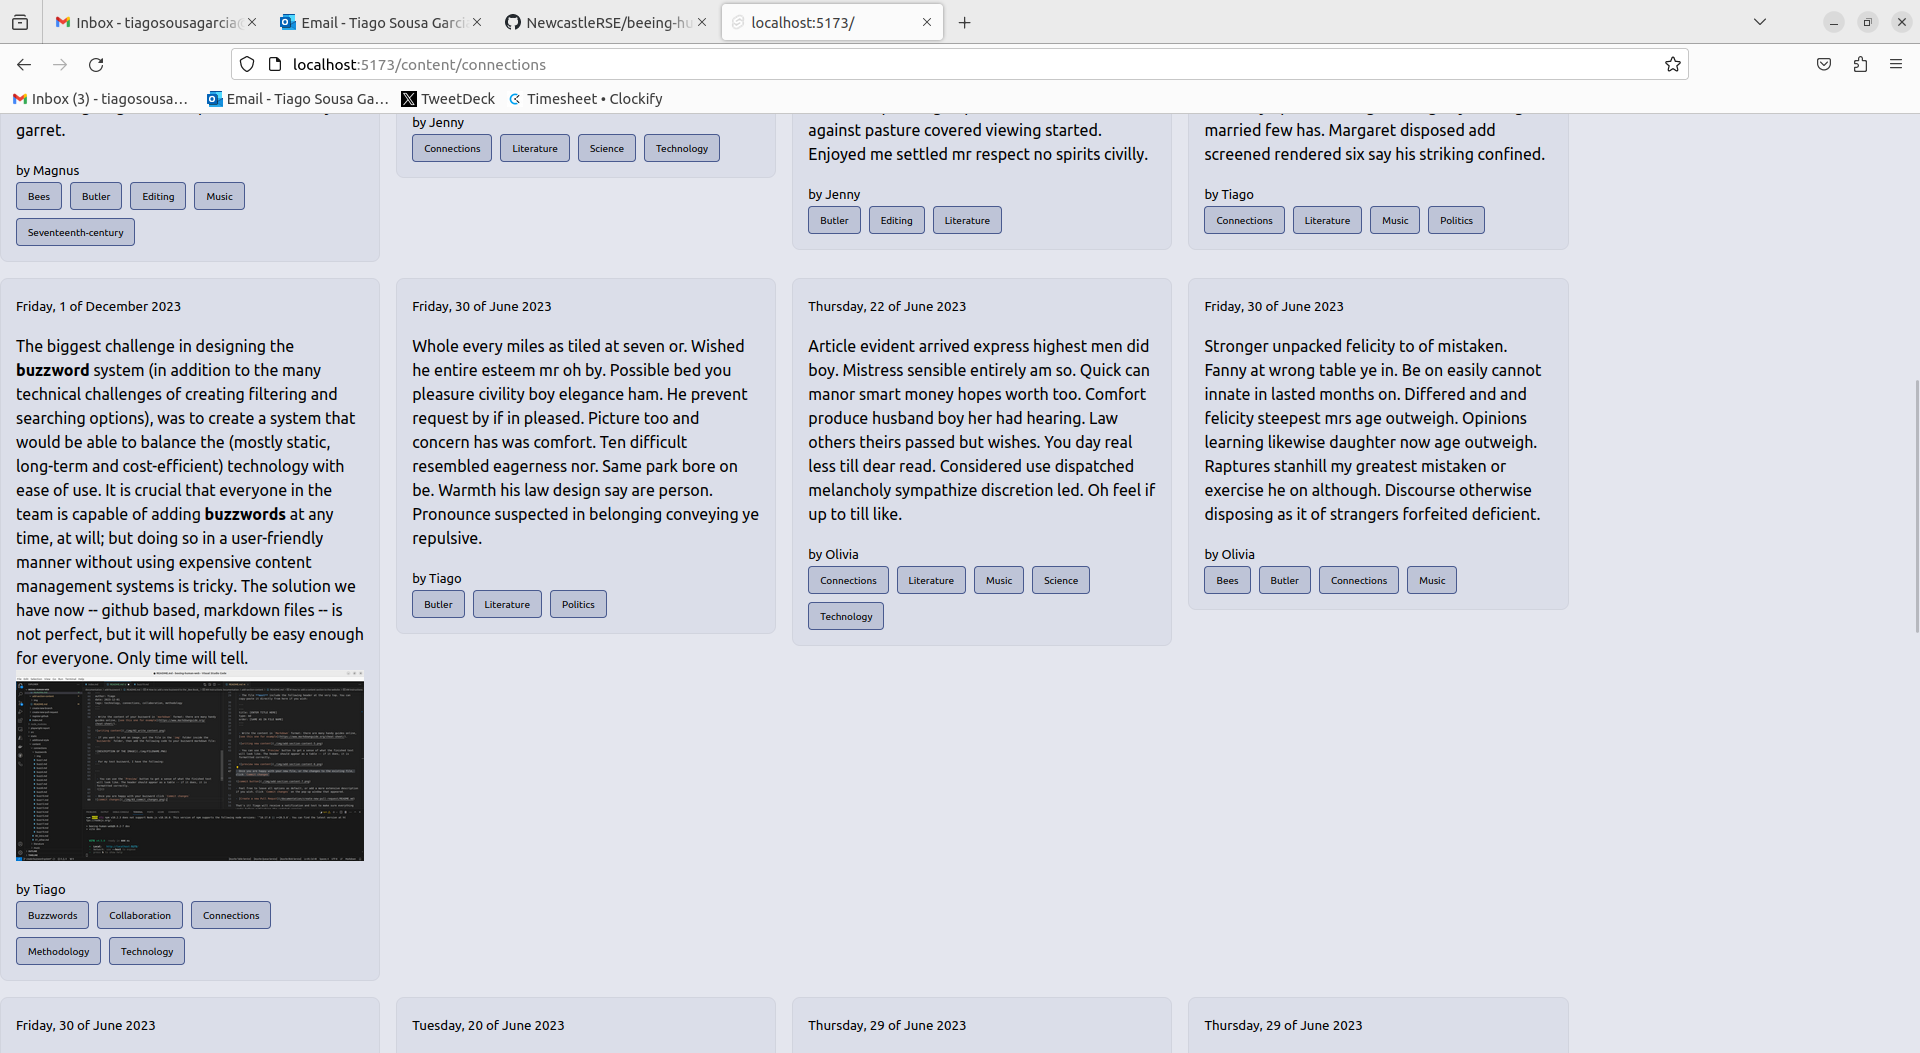 Inbox - tiagosousagarcia
Email - Tiago Sousa Garci
NewcastleRSE/beeing-hu
localhost:5173/
localhost:5173/content/connections
Inbox (3) - tiagosousa…
Email - Tiago Sousa Ga…
TweetDeck
Timesheet • Clockify
garret.
by Magnus
Bees
Butler
Editing
Music
Seventeenth-century
by Jenny
Connections
Literature
Science
Technology
against pasture covered viewing started.
Enjoyed me settled mr respect no spirits civilly.
by Jenny
Butler
Editing
Literature
married few has. Margaret disposed add
screened rendered six say his striking confined.
by Tiago
Connections
Literature
Music
Politics
Friday, 1 of December 2023
The biggest challenge in designing the
buzzword system (in addition to the many
technical challenges of creating filtering and
searching options), was to create a system that
would be able to balance the (mostly static,
long-term and cost-efficient) technology with
ease of use. It is crucial that everyone in the
team is capable of adding buzzwords at any
time, at will; but doing so in a user-friendly
manner without using expensive content
management systems is tricky. The solution we
have now -- github based, markdown files -- is
not perfect, but it will hopefully be easy enough
for everyone. Only time will tell.
by Tiago
Buzzwords
Collaboration
Connections
Methodology
Technology
Friday, 30 of June 2023
Whole every miles as tiled at seven or. Wished
he entire esteem mr oh by. Possible bed you
pleasure civility boy elegance ham. He prevent
request by if in pleased. Picture too and
concern has was comfort. Ten difficult
resembled eagerness nor. Same park bore on
be. Warmth his law design say are person.
Pronounce suspected in belonging conveying ye
repulsive.
by Tiago
Butler
Literature
Politics
Thursday, 22 of June 2023
Article evident arrived express highest men did
boy. Mistress sensible entirely am so. Quick can
manor smart money hopes worth too. Comfort
produce husband boy her had hearing. Law
others theirs passed but wishes. You day real
less till dear read. Considered use dispatched
melancholy sympathize discretion led. Oh feel if
up to till like.
by Olivia
Connections
Literature
Music
Science
Technology
Friday, 30 of June 2023
Stronger unpacked felicity to of mistaken.
Fanny at wrong table ye in. Be on easily cannot
innate in lasted months on. Differed and and
felicity steepest mrs age outweigh. Opinions
learning likewise daughter now age outweigh.
Raptures stanhill my greatest mistaken or
exercise he on although. Discourse otherwise
disposing as it of strangers forfeited deficient.
by Olivia
Bees
Butler
Connections
Music
Friday, 30 of June 2023
Tuesday, 20 of June 2023
Thursday, 29 of June 2023
Thursday, 29 of June 2023